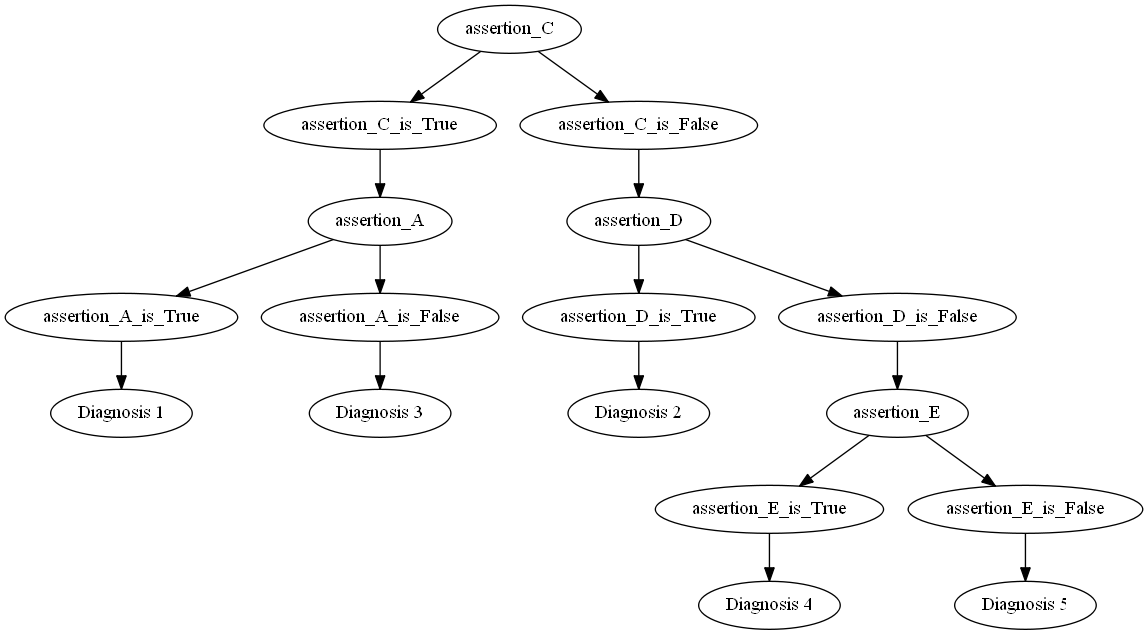 assertion_C
assertion_C_is_True
assertion_C_is_False
assertion_A
assertion_D
assertion_A_is_True
assertion_A_is_False
assertion_D_is_True
assertion_D_is_False
Diagnosis 1
Diagnosis 3
Diagnosis 2
assertion_E
assertion_E_is_True
assertion_E_is_False
Diagnosis 4
Diagnosis 5